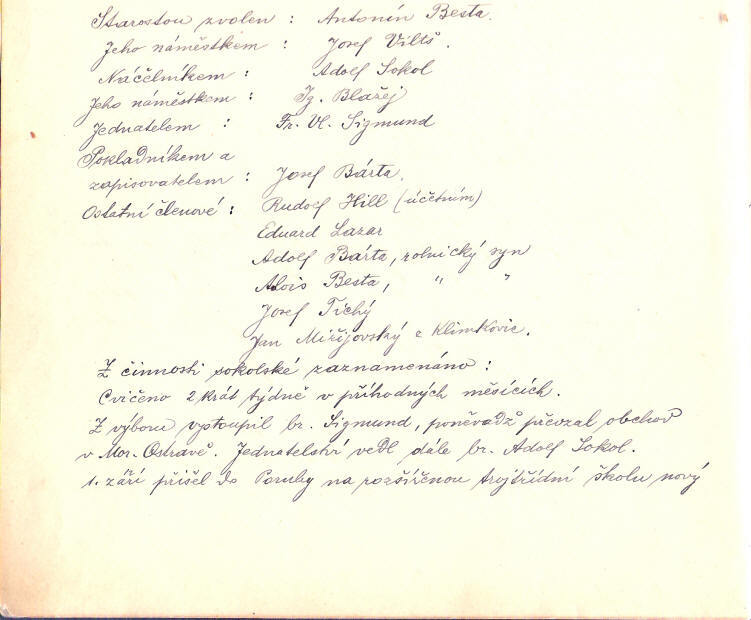 Starostou zvolen : Antonín Besta.
Jeho náměstkem : Josef Viltš.
Náčelníkem : Adolf Sokol
Jeho náměstkem : Ig. Blažej
Jednatelem : Fr. Vl. Sigmund
Pokladníkem a
zapisovatelem : Josef Bárta.
Ostatní členové : Rudolf Hill (účetním)
Eduard Lazar
Adolf Bárta, rolnický syn
Alois Besta, " "
Josef Tichý
Jan Miřijovský z Klimkovic.
Z činnosti sokolské zaznamenáno :
Cvičeno 2 krát týdně v příhodných měsících.
Z výboru vystoupil br. Sigmund, poněvadž převzal obchod
v Mor. Ostravě. Jednatelství vedl dále br. Adolf Sokol.
1. září přišel do Poruby na rozšířenou trojtřídní školu nový